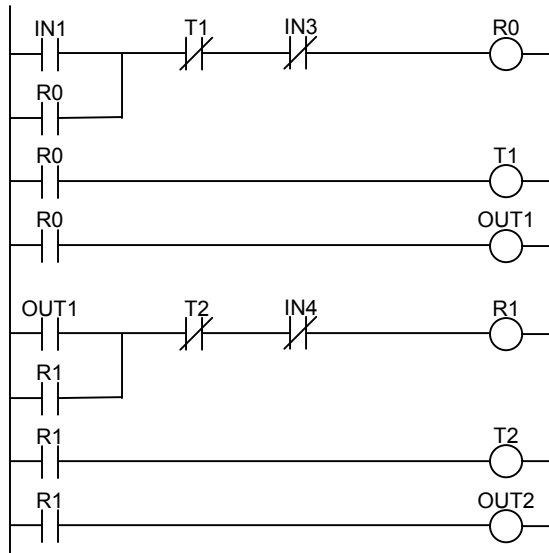 IN1 T1 IN3 R0
R0
R0 T1
R0 OUT1
OUT1 T2 IN4 R1
R1
R1 T2
R1 OUT2